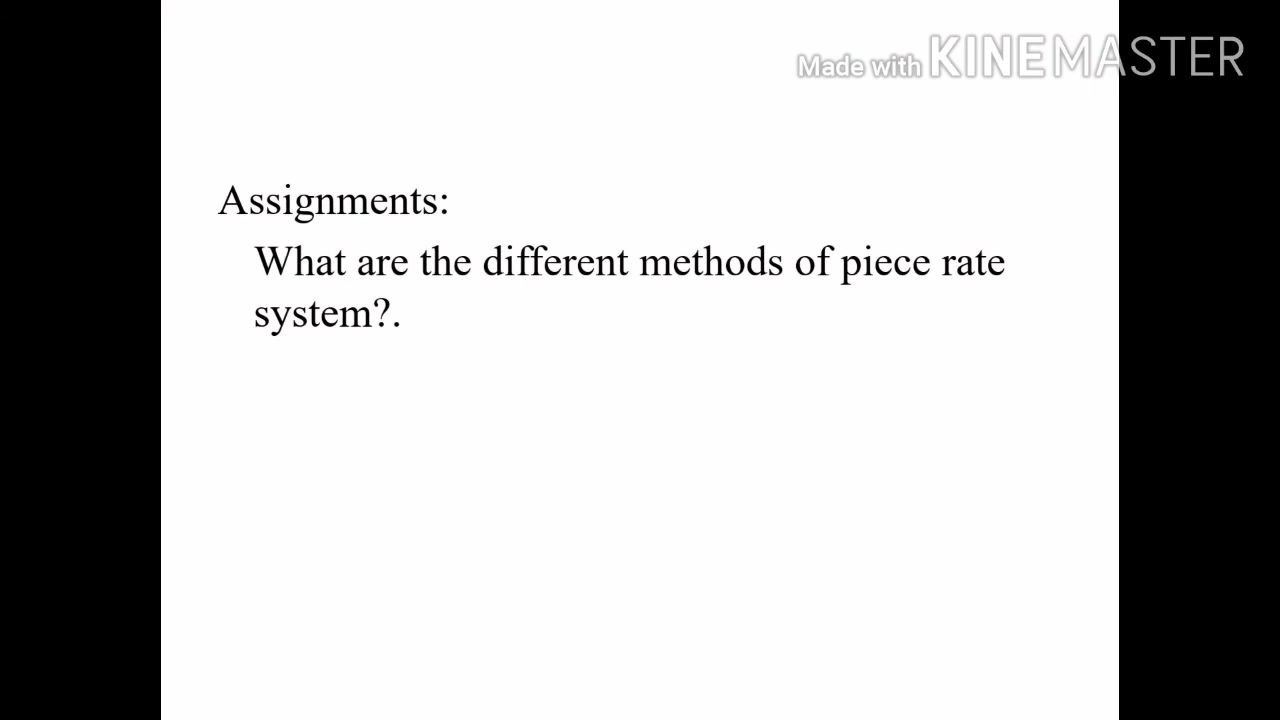 Made with KINEMASTER
Assignments:
What are the different methods of piece rate
system?.